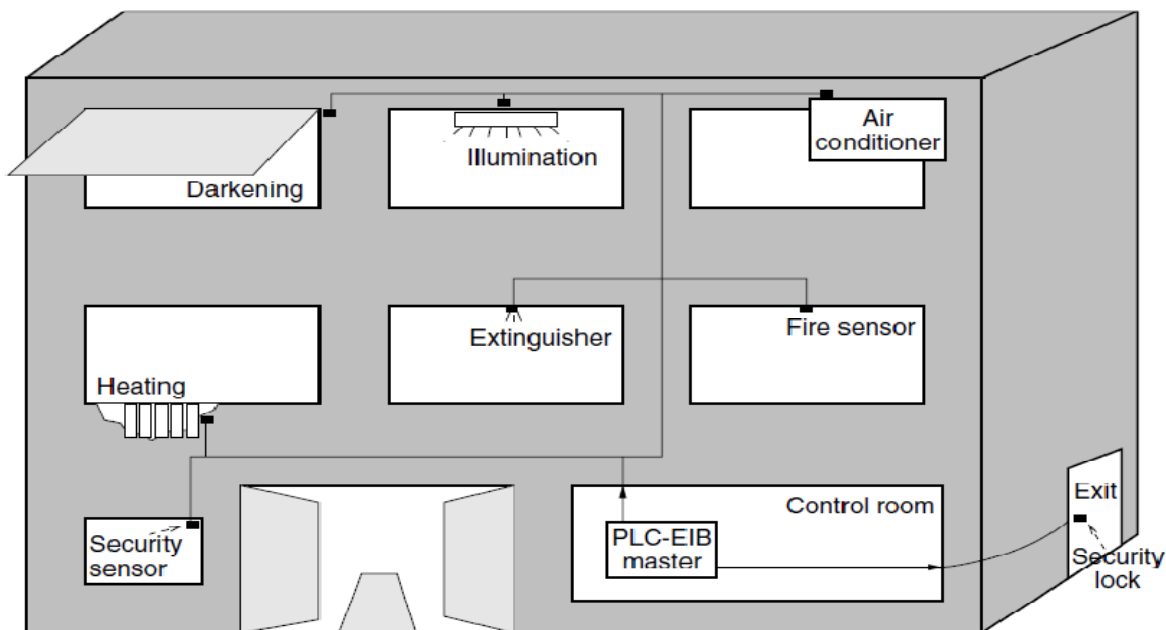 Air
conditioner
Illumination
Darkening
Extinguisher
Fire sensor
Heating
Exit
Control room
PLC-EIB
master
Security
sensor
Security
lock